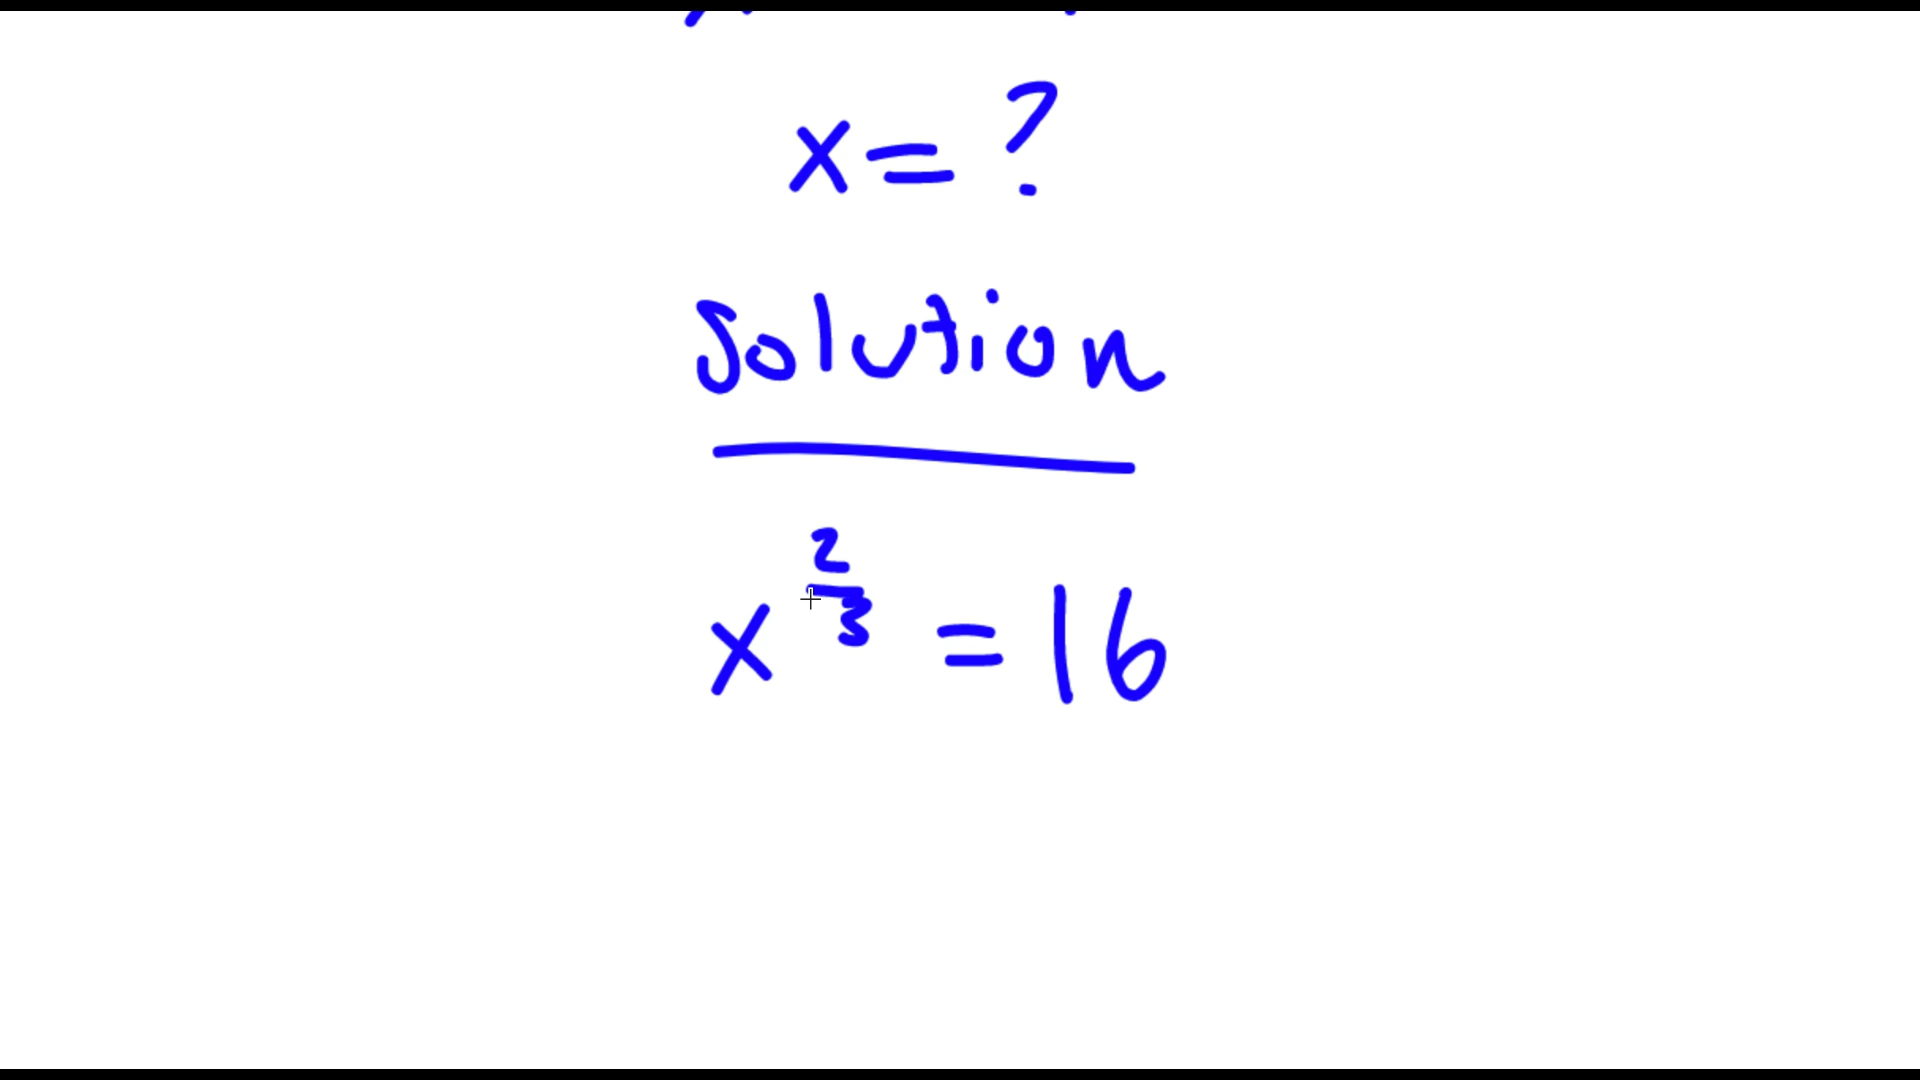 x = ?
Solution
x^{2/3} = 16